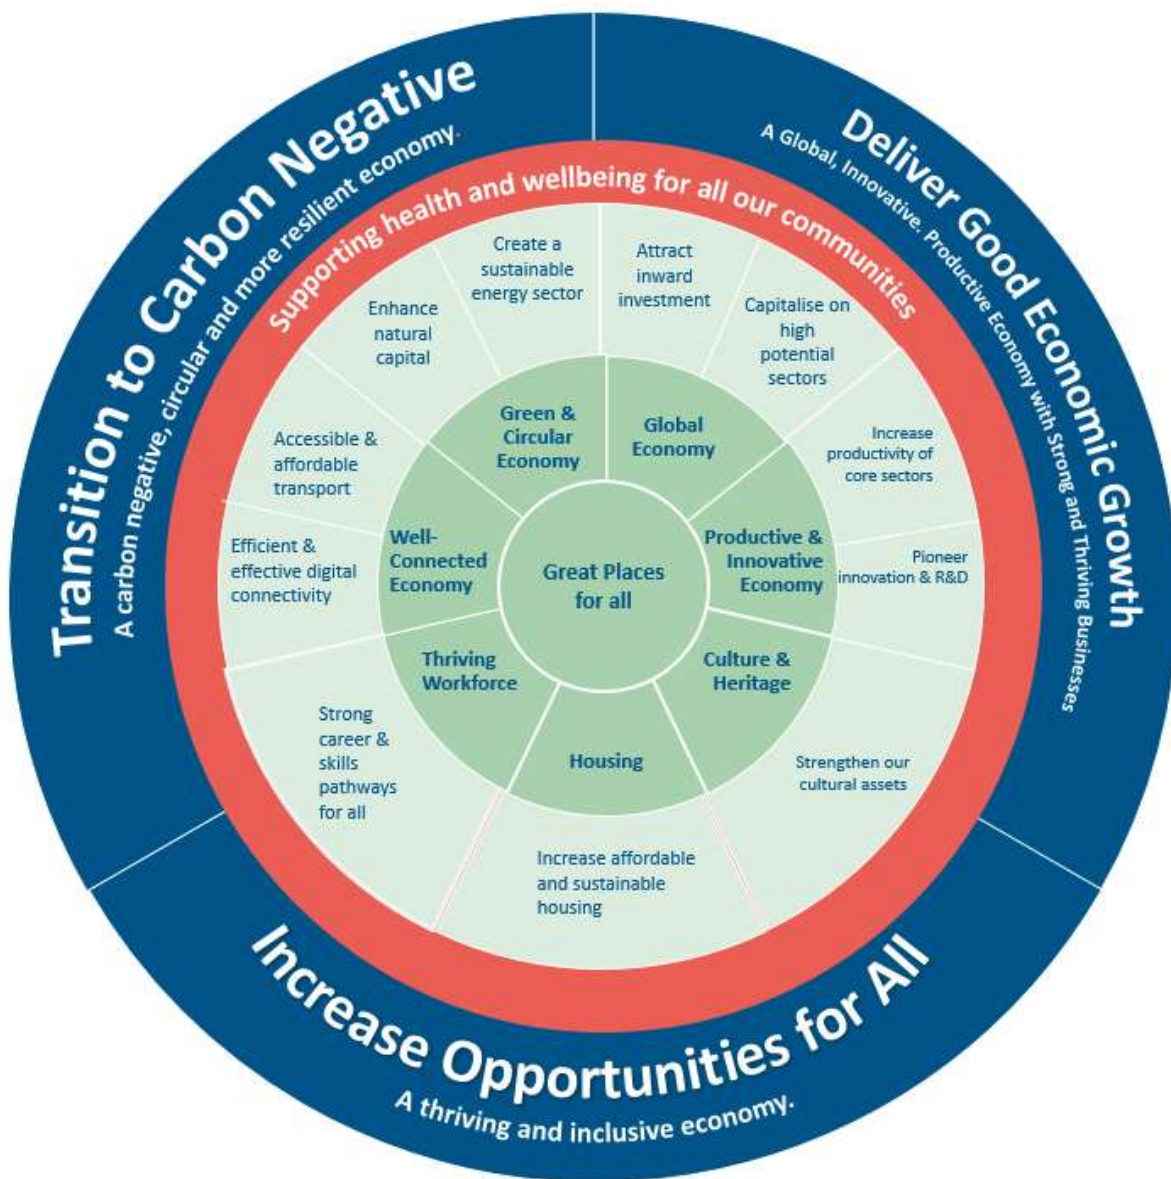 Transition to Carbon Negative
A carbon negative, circular and more resilient economy.
Deliver Good Economic Growth
A Global, Innovative. Productive Economy with Strong and Thriving Businesses
Supporting health and wellbeing for all our communities
Create a
sustainable
energy sector
Attract
inward
investment
Enhance
natural
capital
Capitalise on
high
potential
sectors
Accessible &
affordable
transport
Increase
productivity of
core sectors
Efficient &
effective digital
connectivity
Pioneer
innovation & R&D
Strong
career &
skills
pathways
for all
Strengthen our
cultural assets
Increase affordable
and sustainable
housing
Green &
Circular
Economy
Global
Economy
Well-
Connected
Economy
Productive &
Innovative
Economy
Thriving
Workforce
Culture &
Heritage
Housing
Great Places
for all
Increase Opportunities for All
A thriving and inclusive economy.